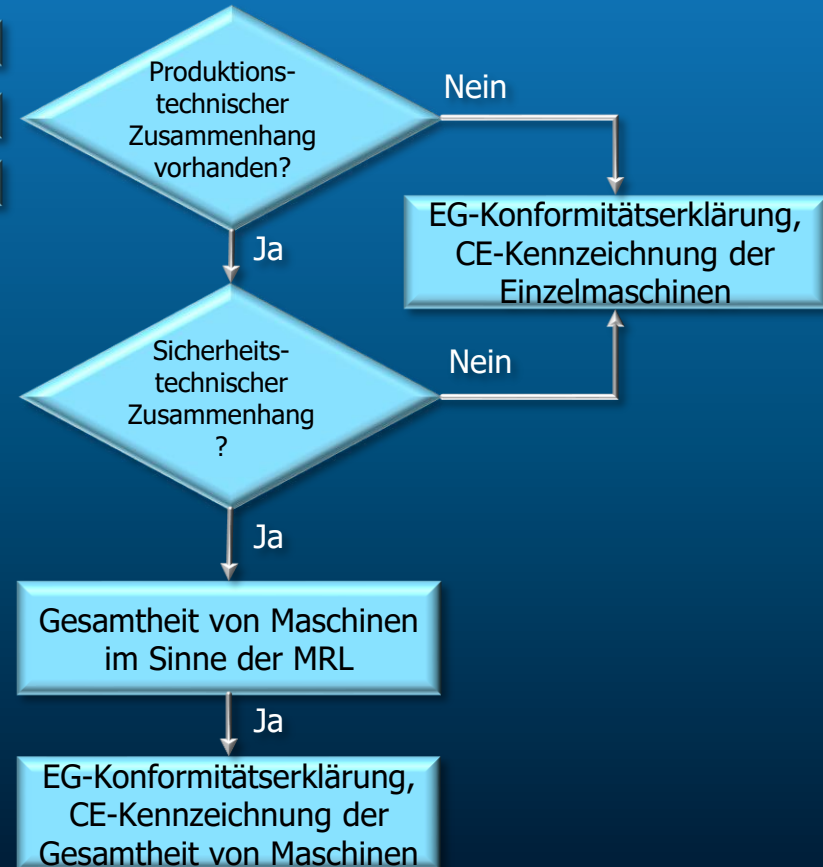 Produktions-
technischer
Zusammenhang
vorhanden?
Nein
EG-Konformitätserklärung,
CE-Kennzeichnung der
Einzelmaschinen
Ja
Sicherheits-
technischer
Zusammenhang
?
Nein
Ja
Gesamtheit von Maschinen
im Sinne der MRL
Ja
EG-Konformitätserklärung,
CE-Kennzeichnung der
Gesamtheit von Maschinen